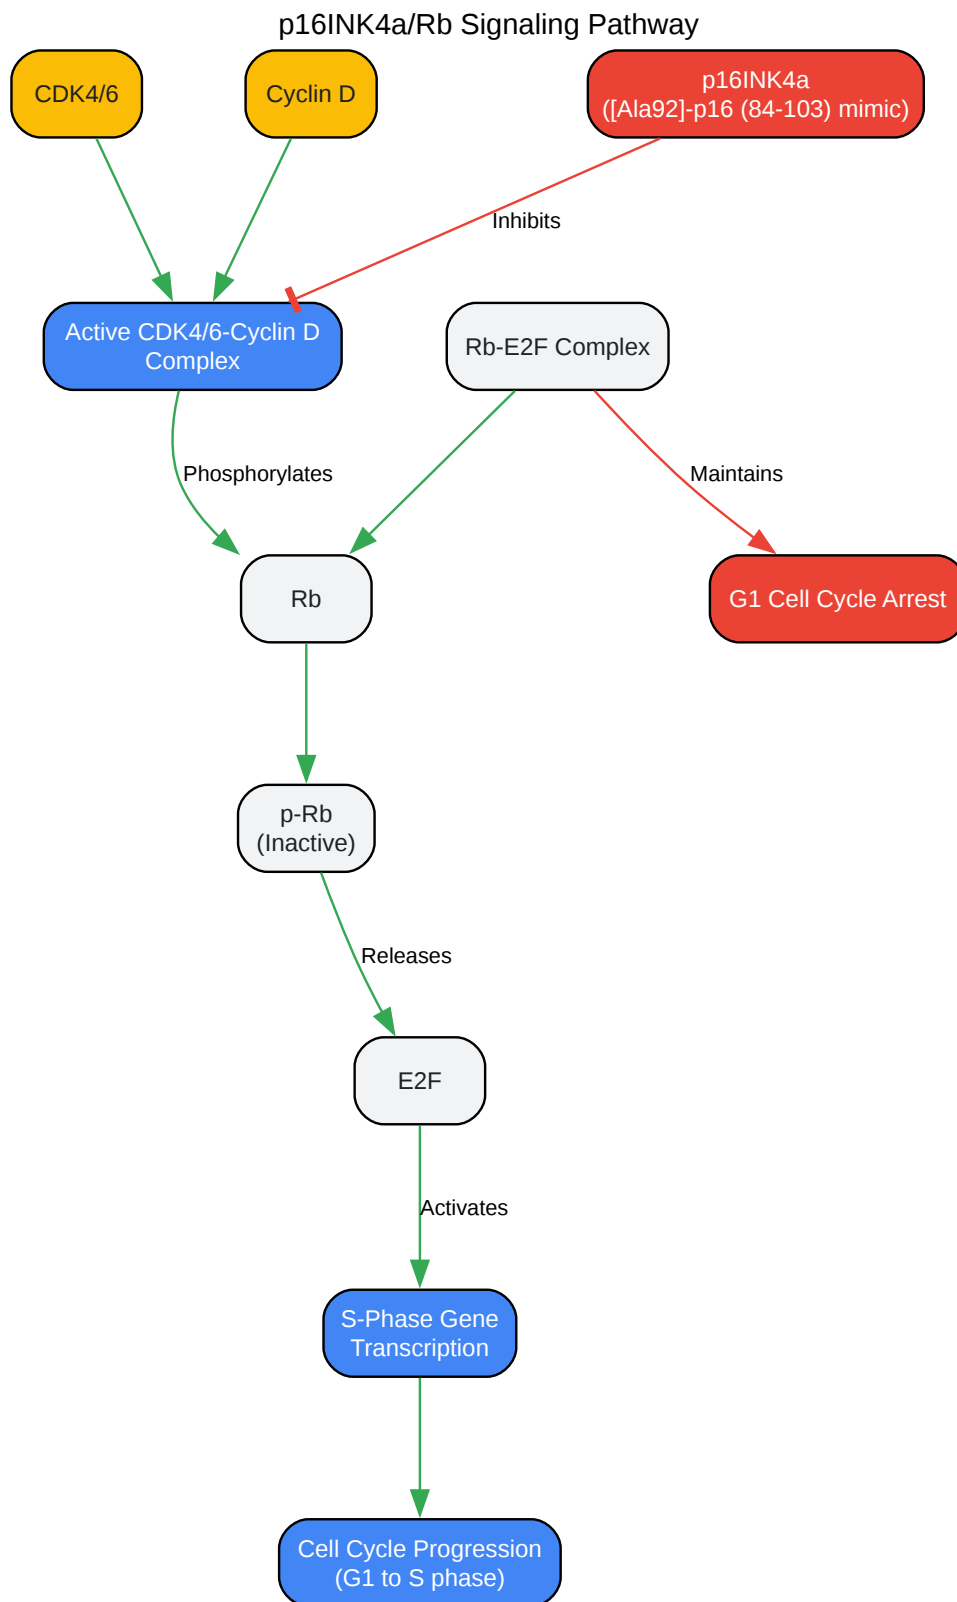 p16INK4a/Rb Signaling Pathway
CDK4/6
Cyclin D
p16INK4a
([Ala92]-p16 (84-103) mimic)
Inhibits
Active CDK4/6-Cyclin D
Complex
Rb-E2F Complex
Phosphorylates
Maintains
Rb
G1 Cell Cycle Arrest
p-Rb
(Inactive)
Releases
E2F
Activates
S-Phase Gene
Transcription
Cell Cycle Progression
(G1 to S phase)